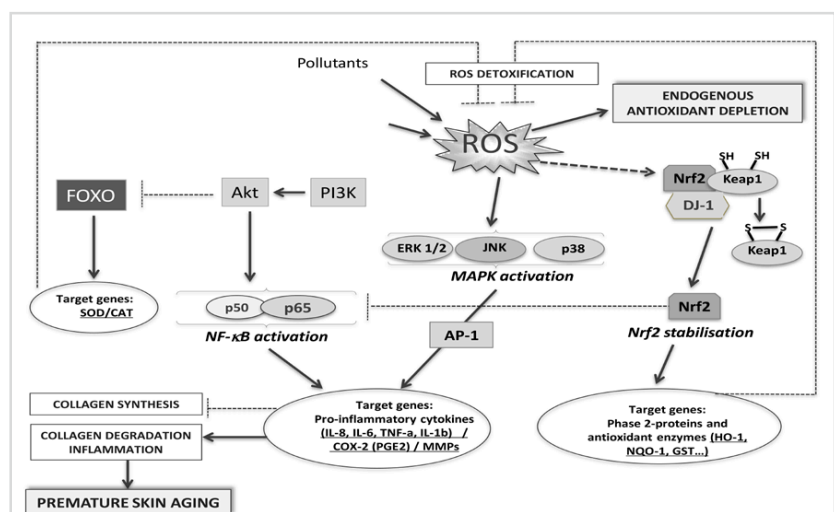 Pollutants
ROS DETOXIFICATION
ENDOGENOUS
ANTIOXIDANT DEPLETION
ROS
SH SH
Nrf2
Keap1
DJ-1
FOXO
Akt
PI3K
S S
Keap1
ERK 1/2
JNK
p38
MAPK activation
Target genes:
SOD/CAT
p50
p65
NF-κB activation
Nrf2
Nrf2 stabilisation
AP-1
COLLAGEN SYNTHESIS
Target genes:
Pro-inflammatory cytokines
(IL-8, IL-6, TNF-a, IL-1b) /
COX-2 (PGE2) / MMPs
Target genes:
Phase 2-proteins and
antioxidant enzymes (HO-1,
NQO-1, GST...)
COLLAGEN DEGRADATION
INFLAMMATION
PREMATURE SKIN AGING